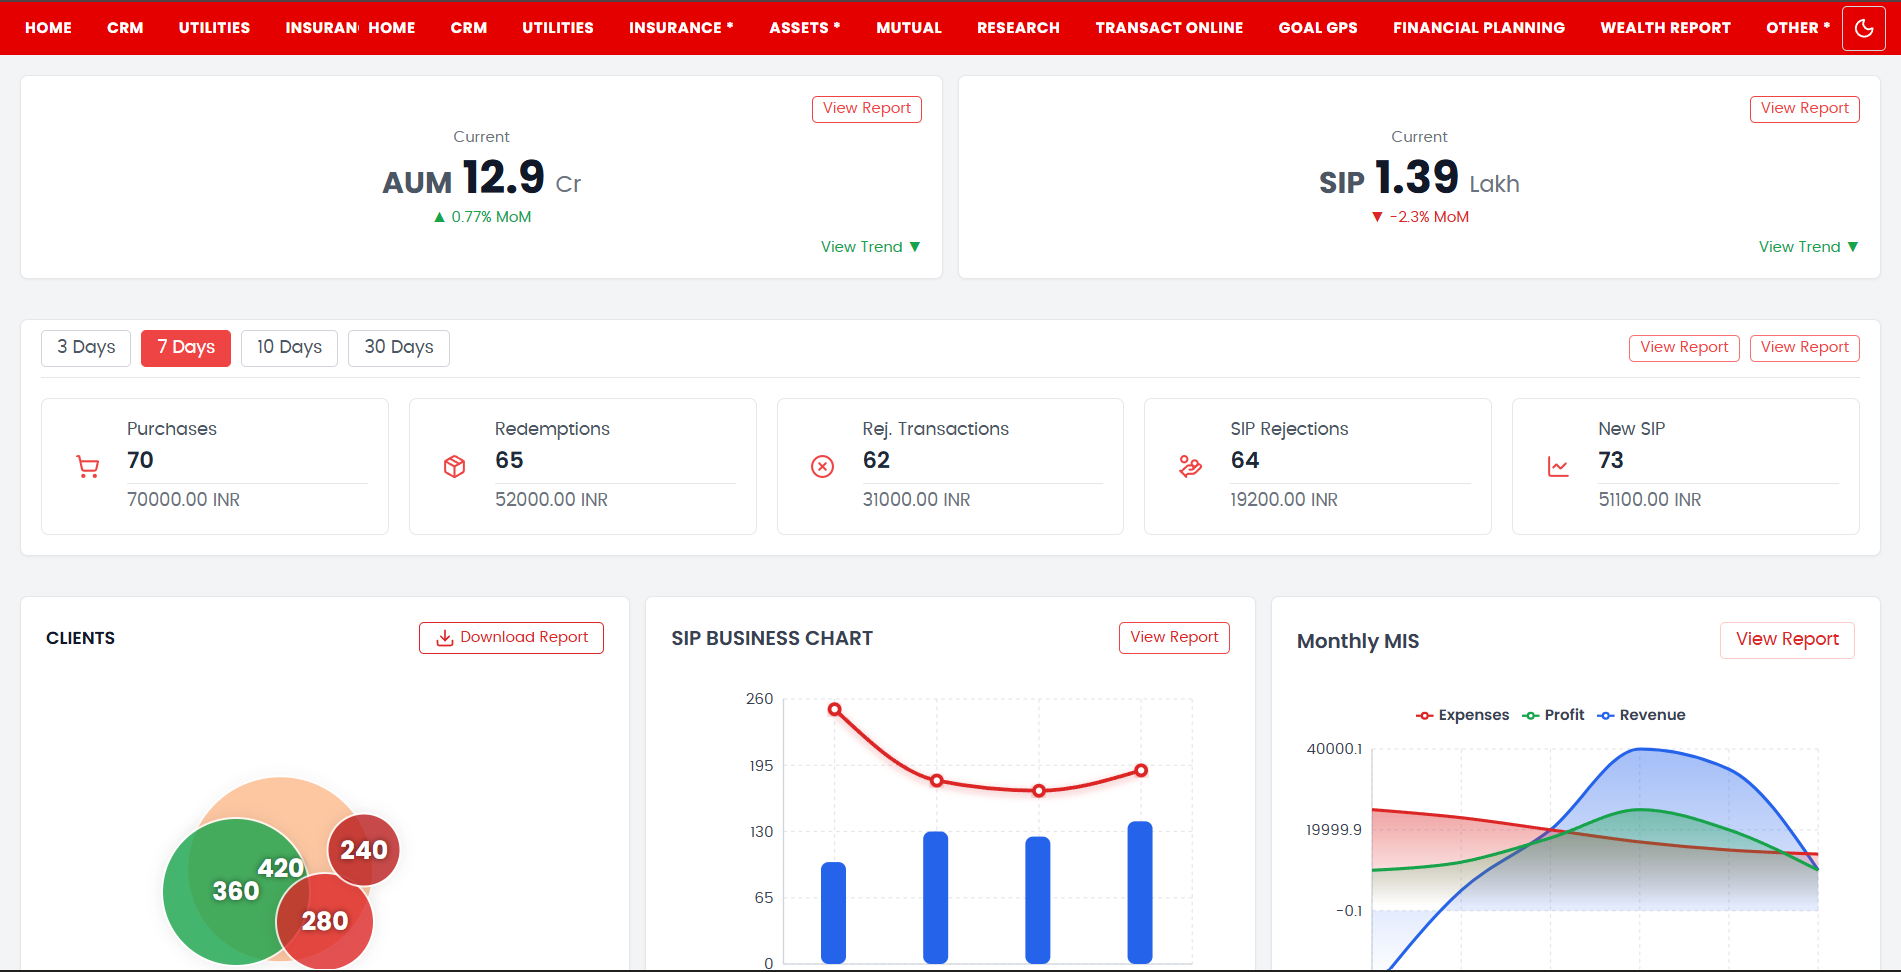 HOME CRM UTILITIES INSURAN HOME CRM UTILITIES INSURANCE * ASSETS * MUTUAL RESEARCH TRANSACT ONLINE GOAL GPS FINANCIAL PLANNING WEALTH REPORT OTHER *
View Report
Current
AUM 12.9 Cr
▲ 0.77% MoM
View Trend ▼
View Report
Current
SIP 1.39 Lakh
▼ -2.3% MoM
View Trend ▼
3 Days 7 Days 10 Days 30 Days View Report View Report
Purchases
70
70000.00 INR
Redemptions
65
52000.00 INR
Rej. Transactions
62
31000.00 INR
SIP Rejections
64
19200.00 INR
New SIP
73
51100.00 INR
CLIENTS Download Report
420
360
240
280
SIP BUSINESS CHART View Report
260
195
130
65
0
Monthly MIS View Report
Expenses Profit Revenue
40000.1
19999.9
-0.1